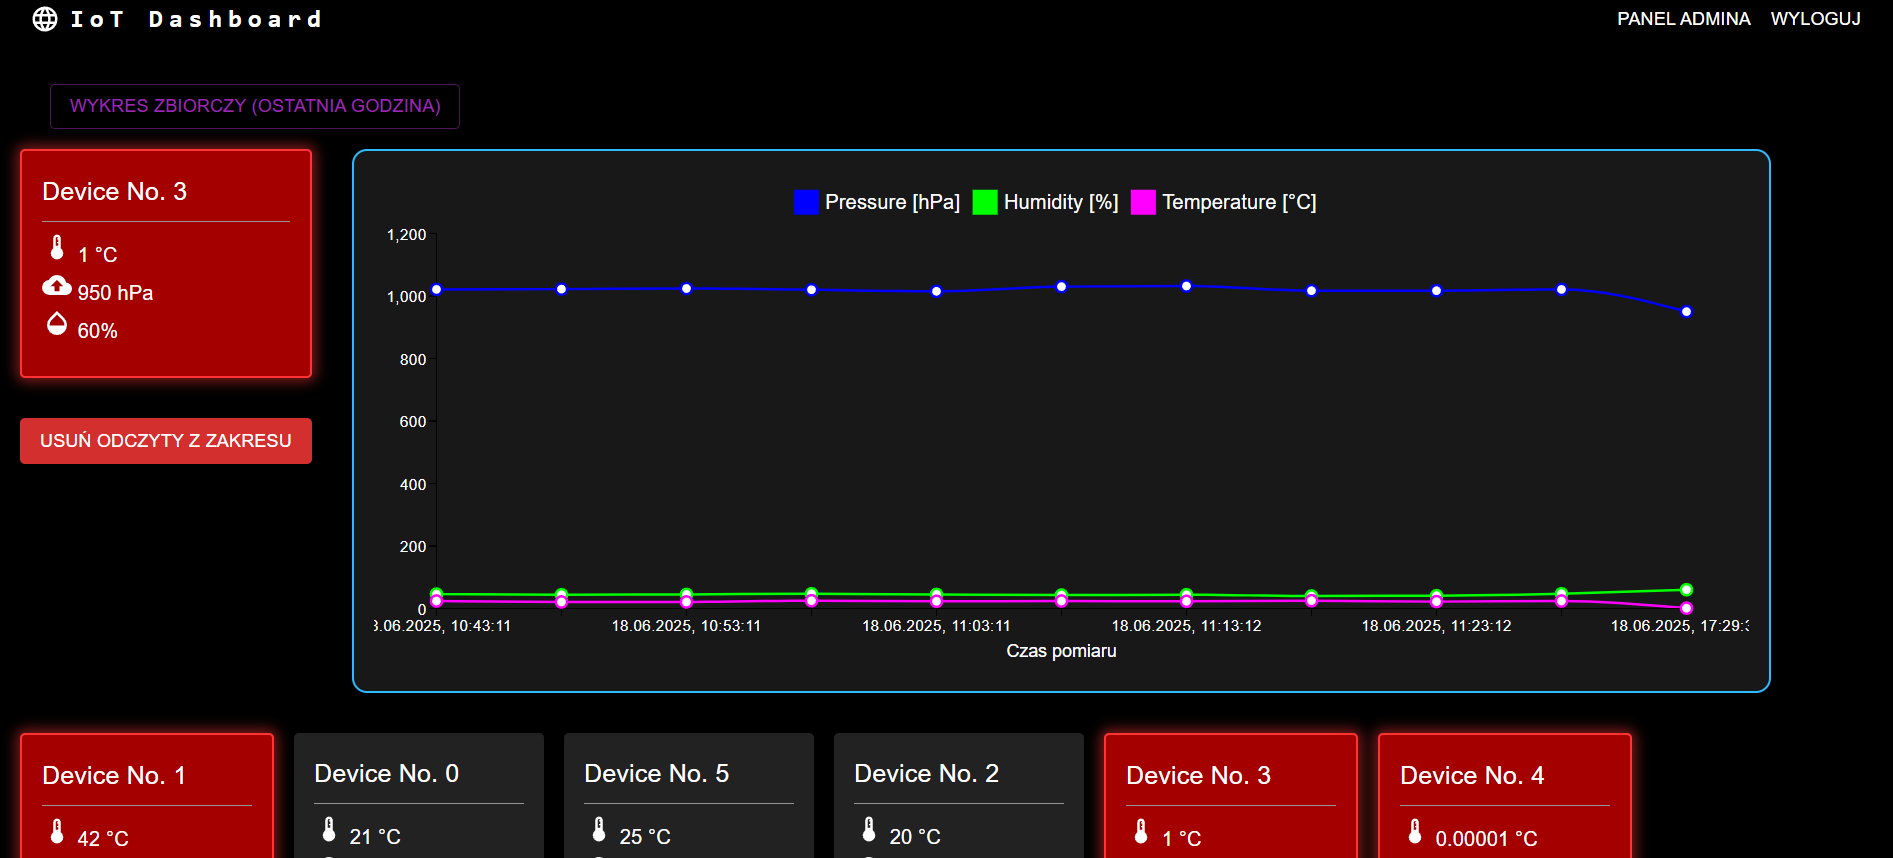 IoT Dashboard
PANEL ADMINA WYLOGUJ
WYKRES ZBIORCZY (OSTATNIA GODZINA)
Device No. 3
1 °C
950 hPa
60%
USUŃ ODCZYTY Z ZAKRESU
Pressure [hPa] Humidity [%] Temperature [°C]
1,200
1,000
800
600
400
200
0
3.06.2025, 10:43:11 18.06.2025, 10:53:11 18.06.2025, 11:03:11 18.06.2025, 11:13:12 18.06.2025, 11:23:12 18.06.2025, 17:29:
Czas pomiaru
Device No. 1
42 °C
Device No. 0
21 °C
Device No. 5
25 °C
Device No. 2
20 °C
Device No. 3
1 °C
Device No. 4
0.00001 °C